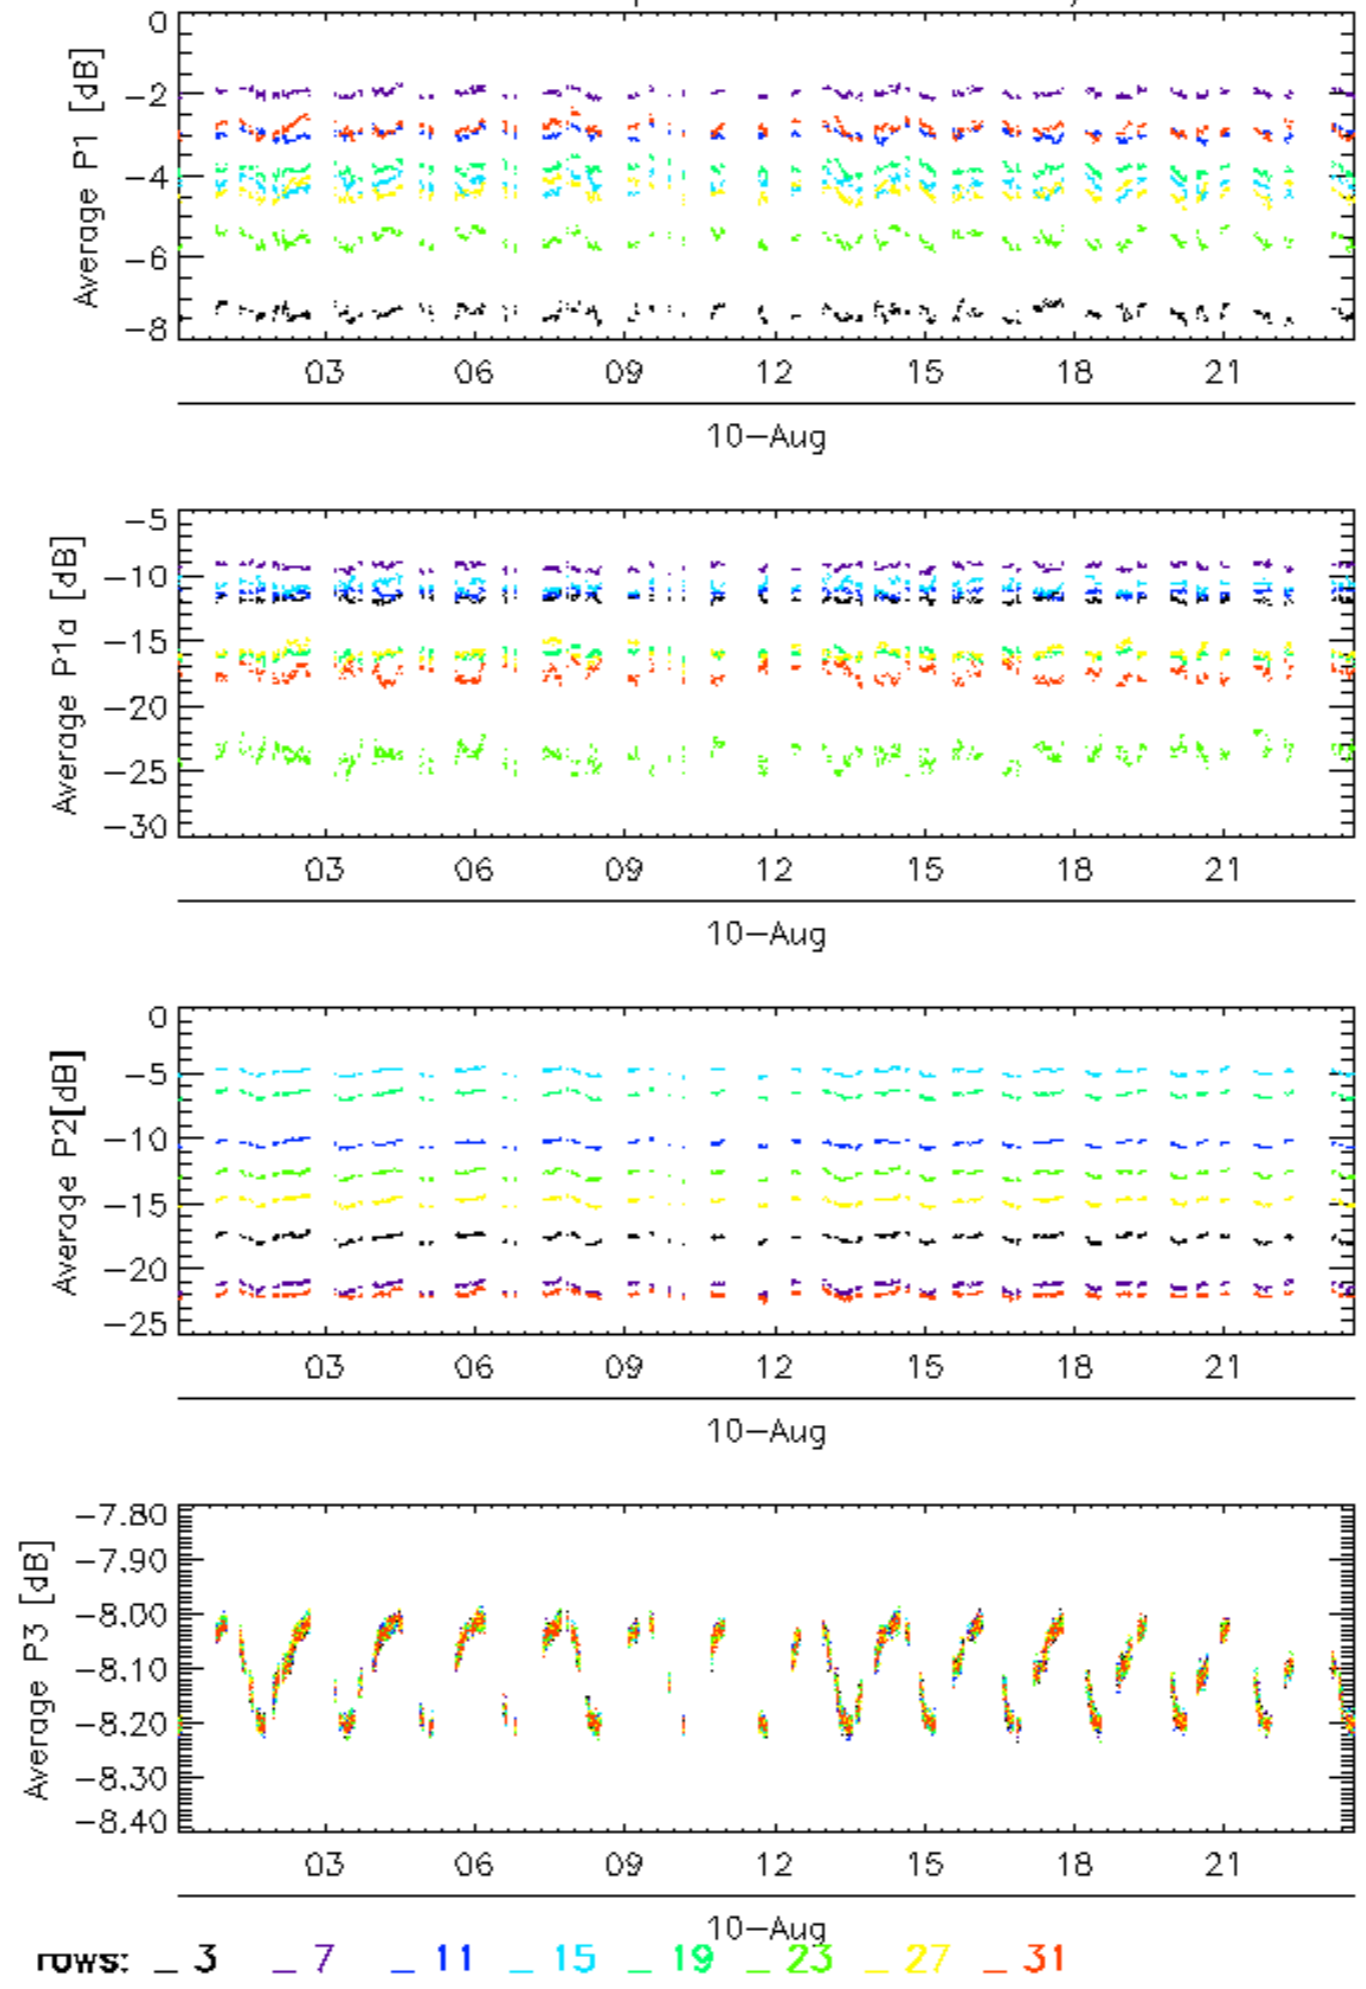 0
−2
−4
−6
−8
Average P1 [dB]
03 06 09 12 15 18 21
10−Aug
−5
−10
−15
−20
−25
−30
Average P1a [dB]
03 06 09 12 15 18 21
10−Aug
0
−5
−10
−15
−20
−25
Average P2[dB]
03 06 09 12 15 18 21
10−Aug
−7.80
−7.90
−8.00
−8.10
−8.20
−8.30
−8.40
Average P3 [dB]
03 06 09 12 15 18 21
10−Aug
rows: _ 3 _ 7 _ 11 _ 15 _ 19 _ 23 _ 27 _ 31